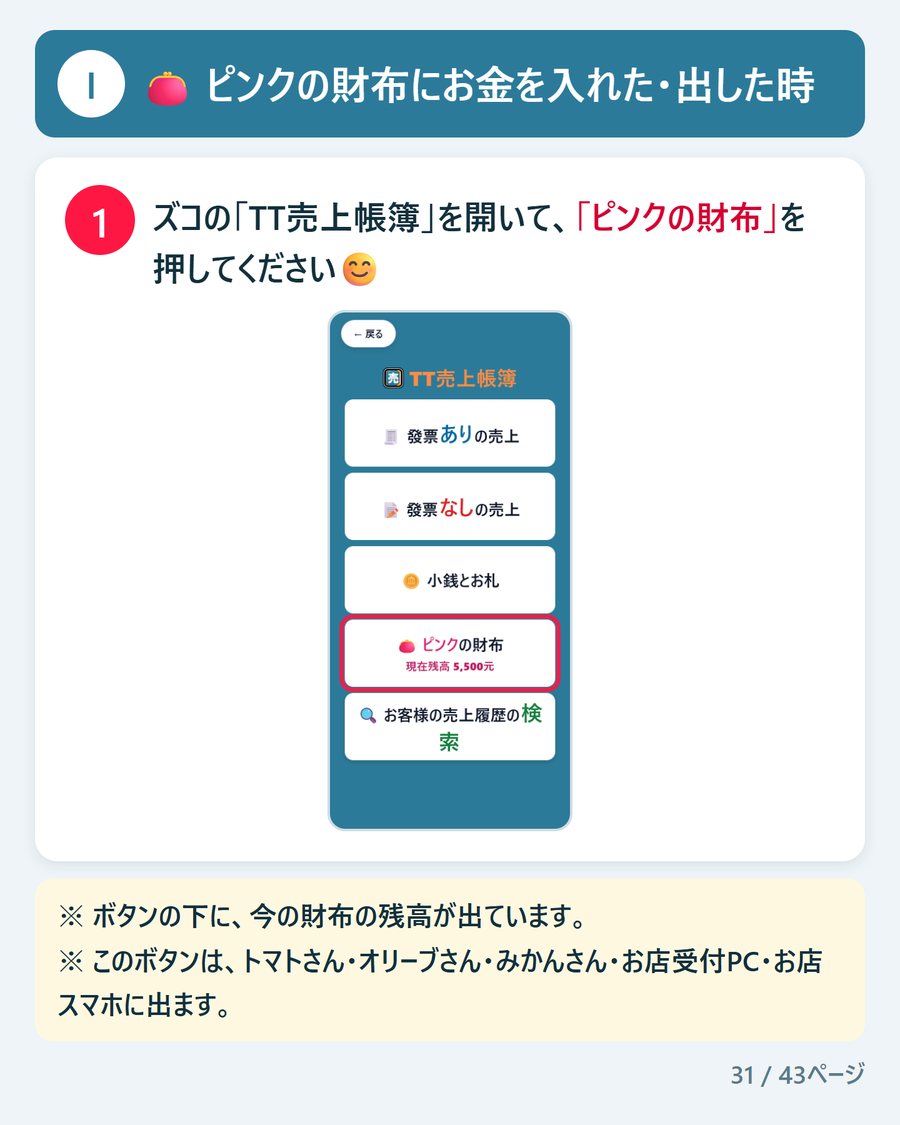 I ピンクの財布にお金を入れた・出した時
1 ズコの「TT売上帳簿」を開いて、「ピンクの財布」を
押してください😊
← 戻る
売 TT売上帳簿
發票ありの売上
發票なしの売上
小銭とお札
ピンクの財布
現在残高 5,500元
お客様の売上履歴の検
索
※ ボタンの下に、今の財布の残高が出ています。
※ このボタンは、トマトさん・オリーブさん・みかんさん・お店受付PC・お店
スマホに出ます。
31 / 43ページ